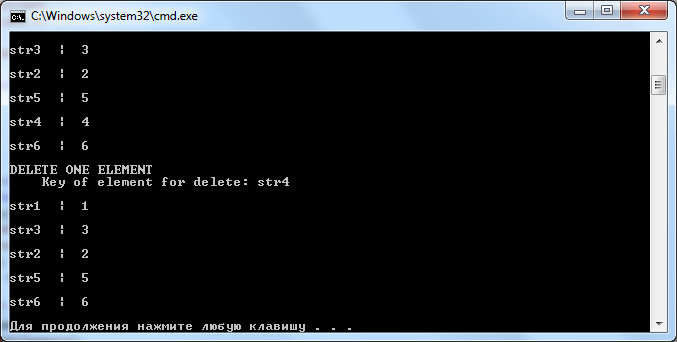 C:\Windows\system32\cmd.exe
str3 ¦ 3
str2 ¦ 2
str5 ¦ 5
str4 ¦ 4
str6 ¦ 6
DELETE ONE ELEMENT
Key of element for delete: str4
str1 ¦ 1
str3 ¦ 3
str2 ¦ 2
str5 ¦ 5
str6 ¦ 6
Для продолжения нажмите любую клавишу . . .